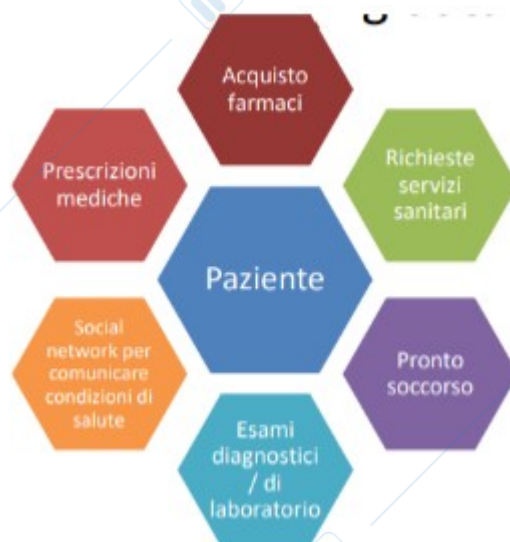 Acquisto
farmaci
Prescrizioni
mediche
Richieste
servizi
sanitari
Paziente
Social
network per
comunicare
condizioni di
salute
Pronto
soccorso
Esami
diagnostici
/ di
laboratorio